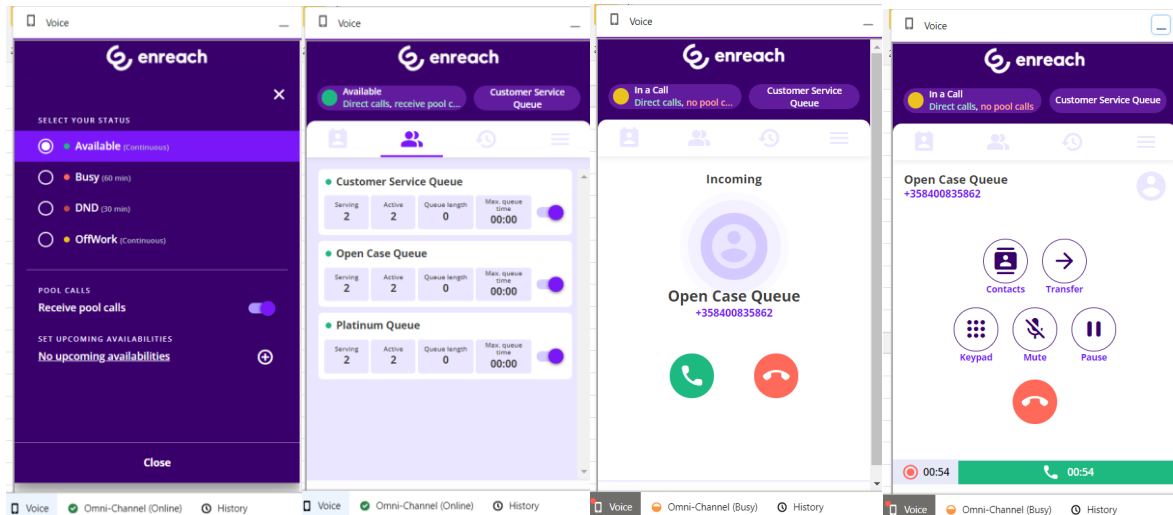 Voice
enreach
SELECT YOUR STATUS
Available (Continuous)
Busy (60 min)
DND (30 min)
OffWork (Continuous)
POOL CALLS
Receive pool calls
SET UPCOMING AVAILABILITIES
No upcoming availabilities
Close
Voice
Omni-Channel (Online)
History
Voice
enreach
Available
Direct calls, receive pool c...
Customer Service
Queue
Customer Service Queue
Serving
2
Active
2
Queue length
0
Max. queue
time
00:00
Open Case Queue
Serving
2
Active
2
Queue length
0
Max. queue
time
00:00
Platinum Queue
Serving
2
Active
2
Queue length
0
Max. queue
time
00:00
Voice
Omni-Channel (Online)
History
Voice
enreach
In a Call
Direct calls, no pool c...
Customer Service
Queue
Incoming
Open Case Queue
+358400835862
Voice
Omni-Channel (Busy)
History
Voice
enreach
In a Call
Direct calls, no pool calls
Customer Service Queue
Open Case Queue
+358400835862
Contacts
Transfer
Keypad
Mute
Pause
00:54
00:54
Voice
Omni-Channel (Busy)
History